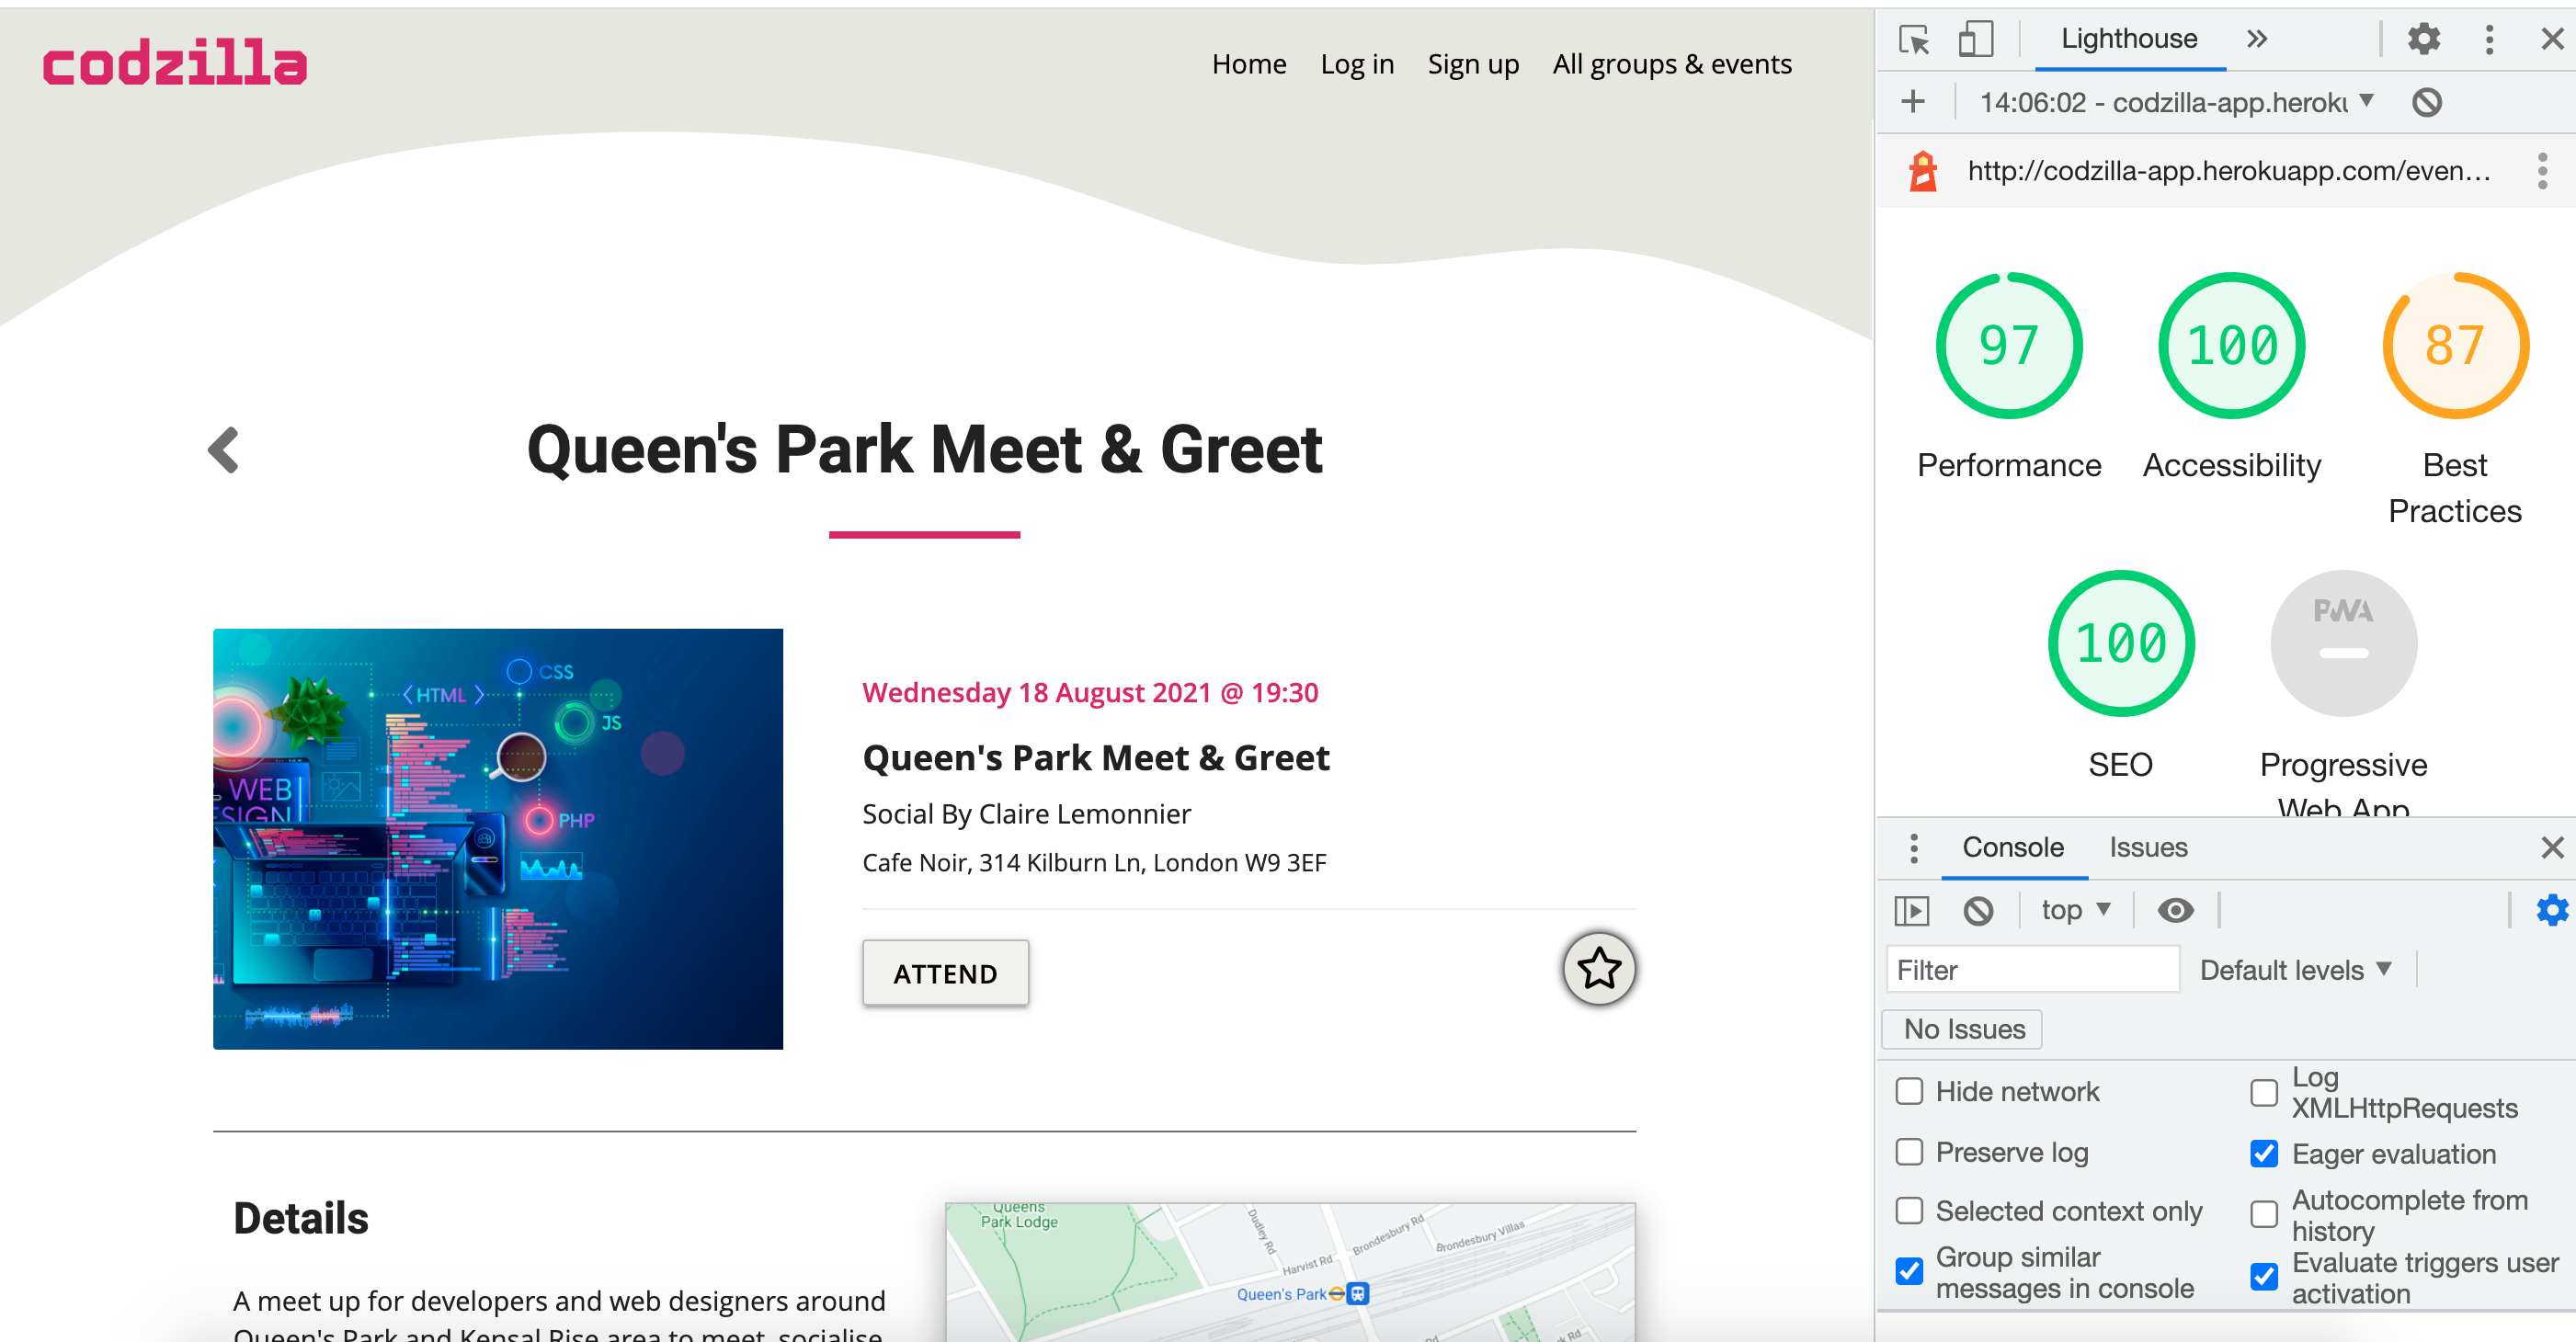 codzilla
Home Log in Sign up All groups & events
Queen's Park Meet & Greet
CSS
HTML
JS
WEB
PHP
Wednesday 18 August 2021 @ 19:30
Queen's Park Meet & Greet
Social By Claire Lemonnier
Cafe Noir, 314 Kilburn Ln, London W9 3EF
ATTEND
Details
A meet up for developers and web designers around
Queen's Park and Kensal Rise area to meet, socialise
Queens
Park Lodge
Dudley Rd
Harvist Rd
Brondesbury Rd
Brondesbury Villas
Queen's Park
Rd
Rd
Lighthouse
14:06:02 - codzilla-app.heroku
http://codzilla-app.herokuapp.com/even…
97
Performance
100
Accessibility
87
Best
Practices
100
SEO
PWA
Progressive
Web App
Console Issues
top
Filter
Default levels
No Issues
Hide network
Log
XMLHttpRequests
Preserve log
Eager evaluation
Selected context only
Autocomplete from
history
Group similar
messages in console
Evaluate triggers user
activation